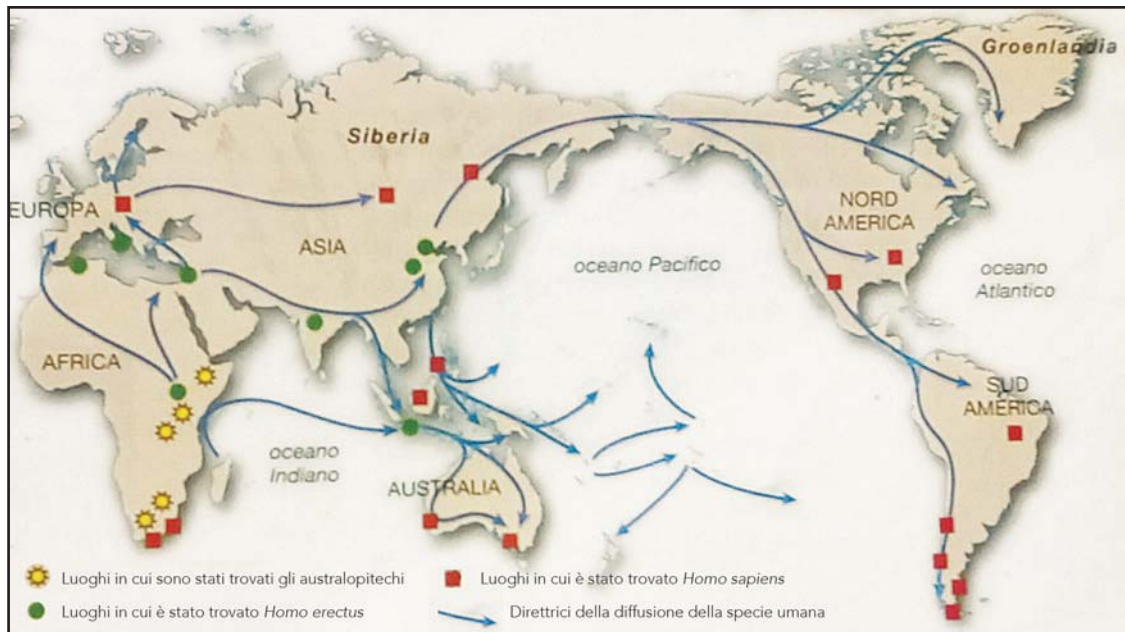 Groenlandia
Siberia
EUROPA
ASIA
NORD
AMERICA
oceano Pacifico
oceano
Atlantico
AFRICA
SUD
AMERICA
oceano
Indiano
AUSTRALIA
Luoghi in cui sono stati trovati gli australopitechi
Luoghi in cui è stato trovato Homo sapiens
Luoghi in cui è stato trovato Homo erectus
Direttrici della diffusione della specie umana